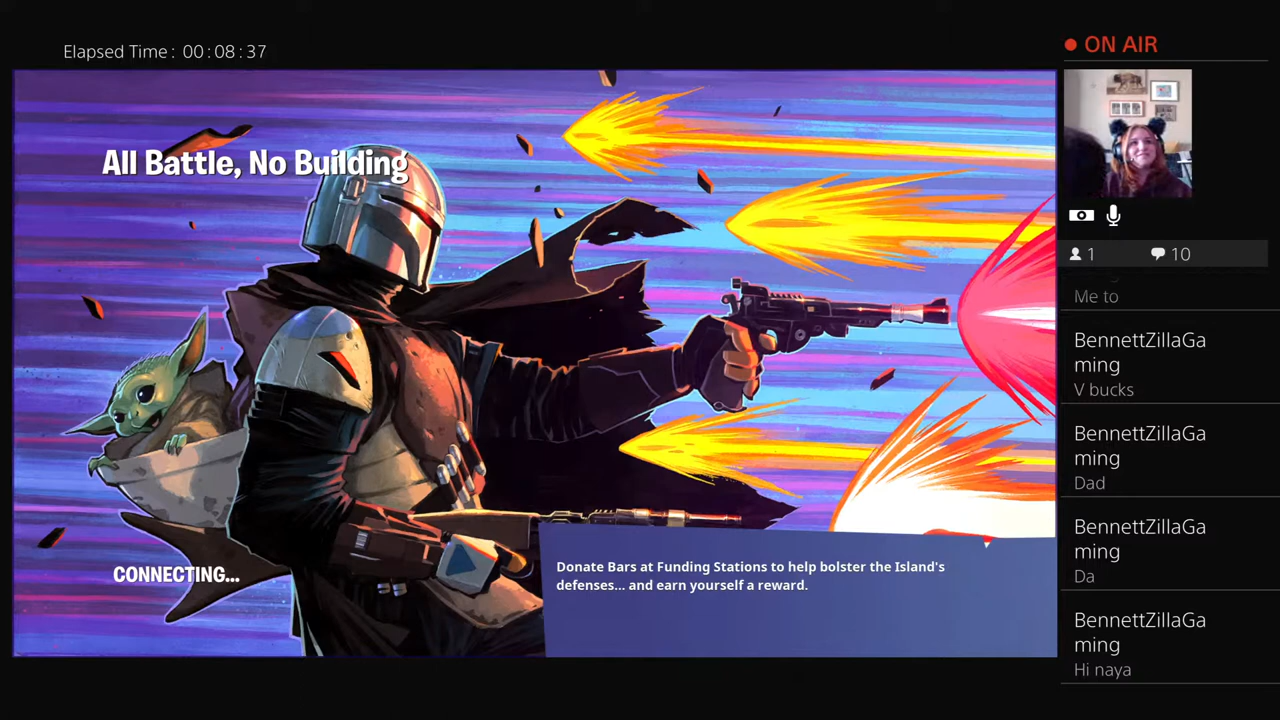 Elapsed Time: 00:08:37
ON AIR
All Battle, No Building
1 10
Me to
BennettZillaGa
ming
V bucks
BennettZillaGa
ming
Dad
BennettZillaGa
ming
Da
BennettZillaGa
ming
Hi naya
CONNECTING...
Donate Bars at Funding Stations to help bolster the Island's
defenses... and earn yourself a reward.